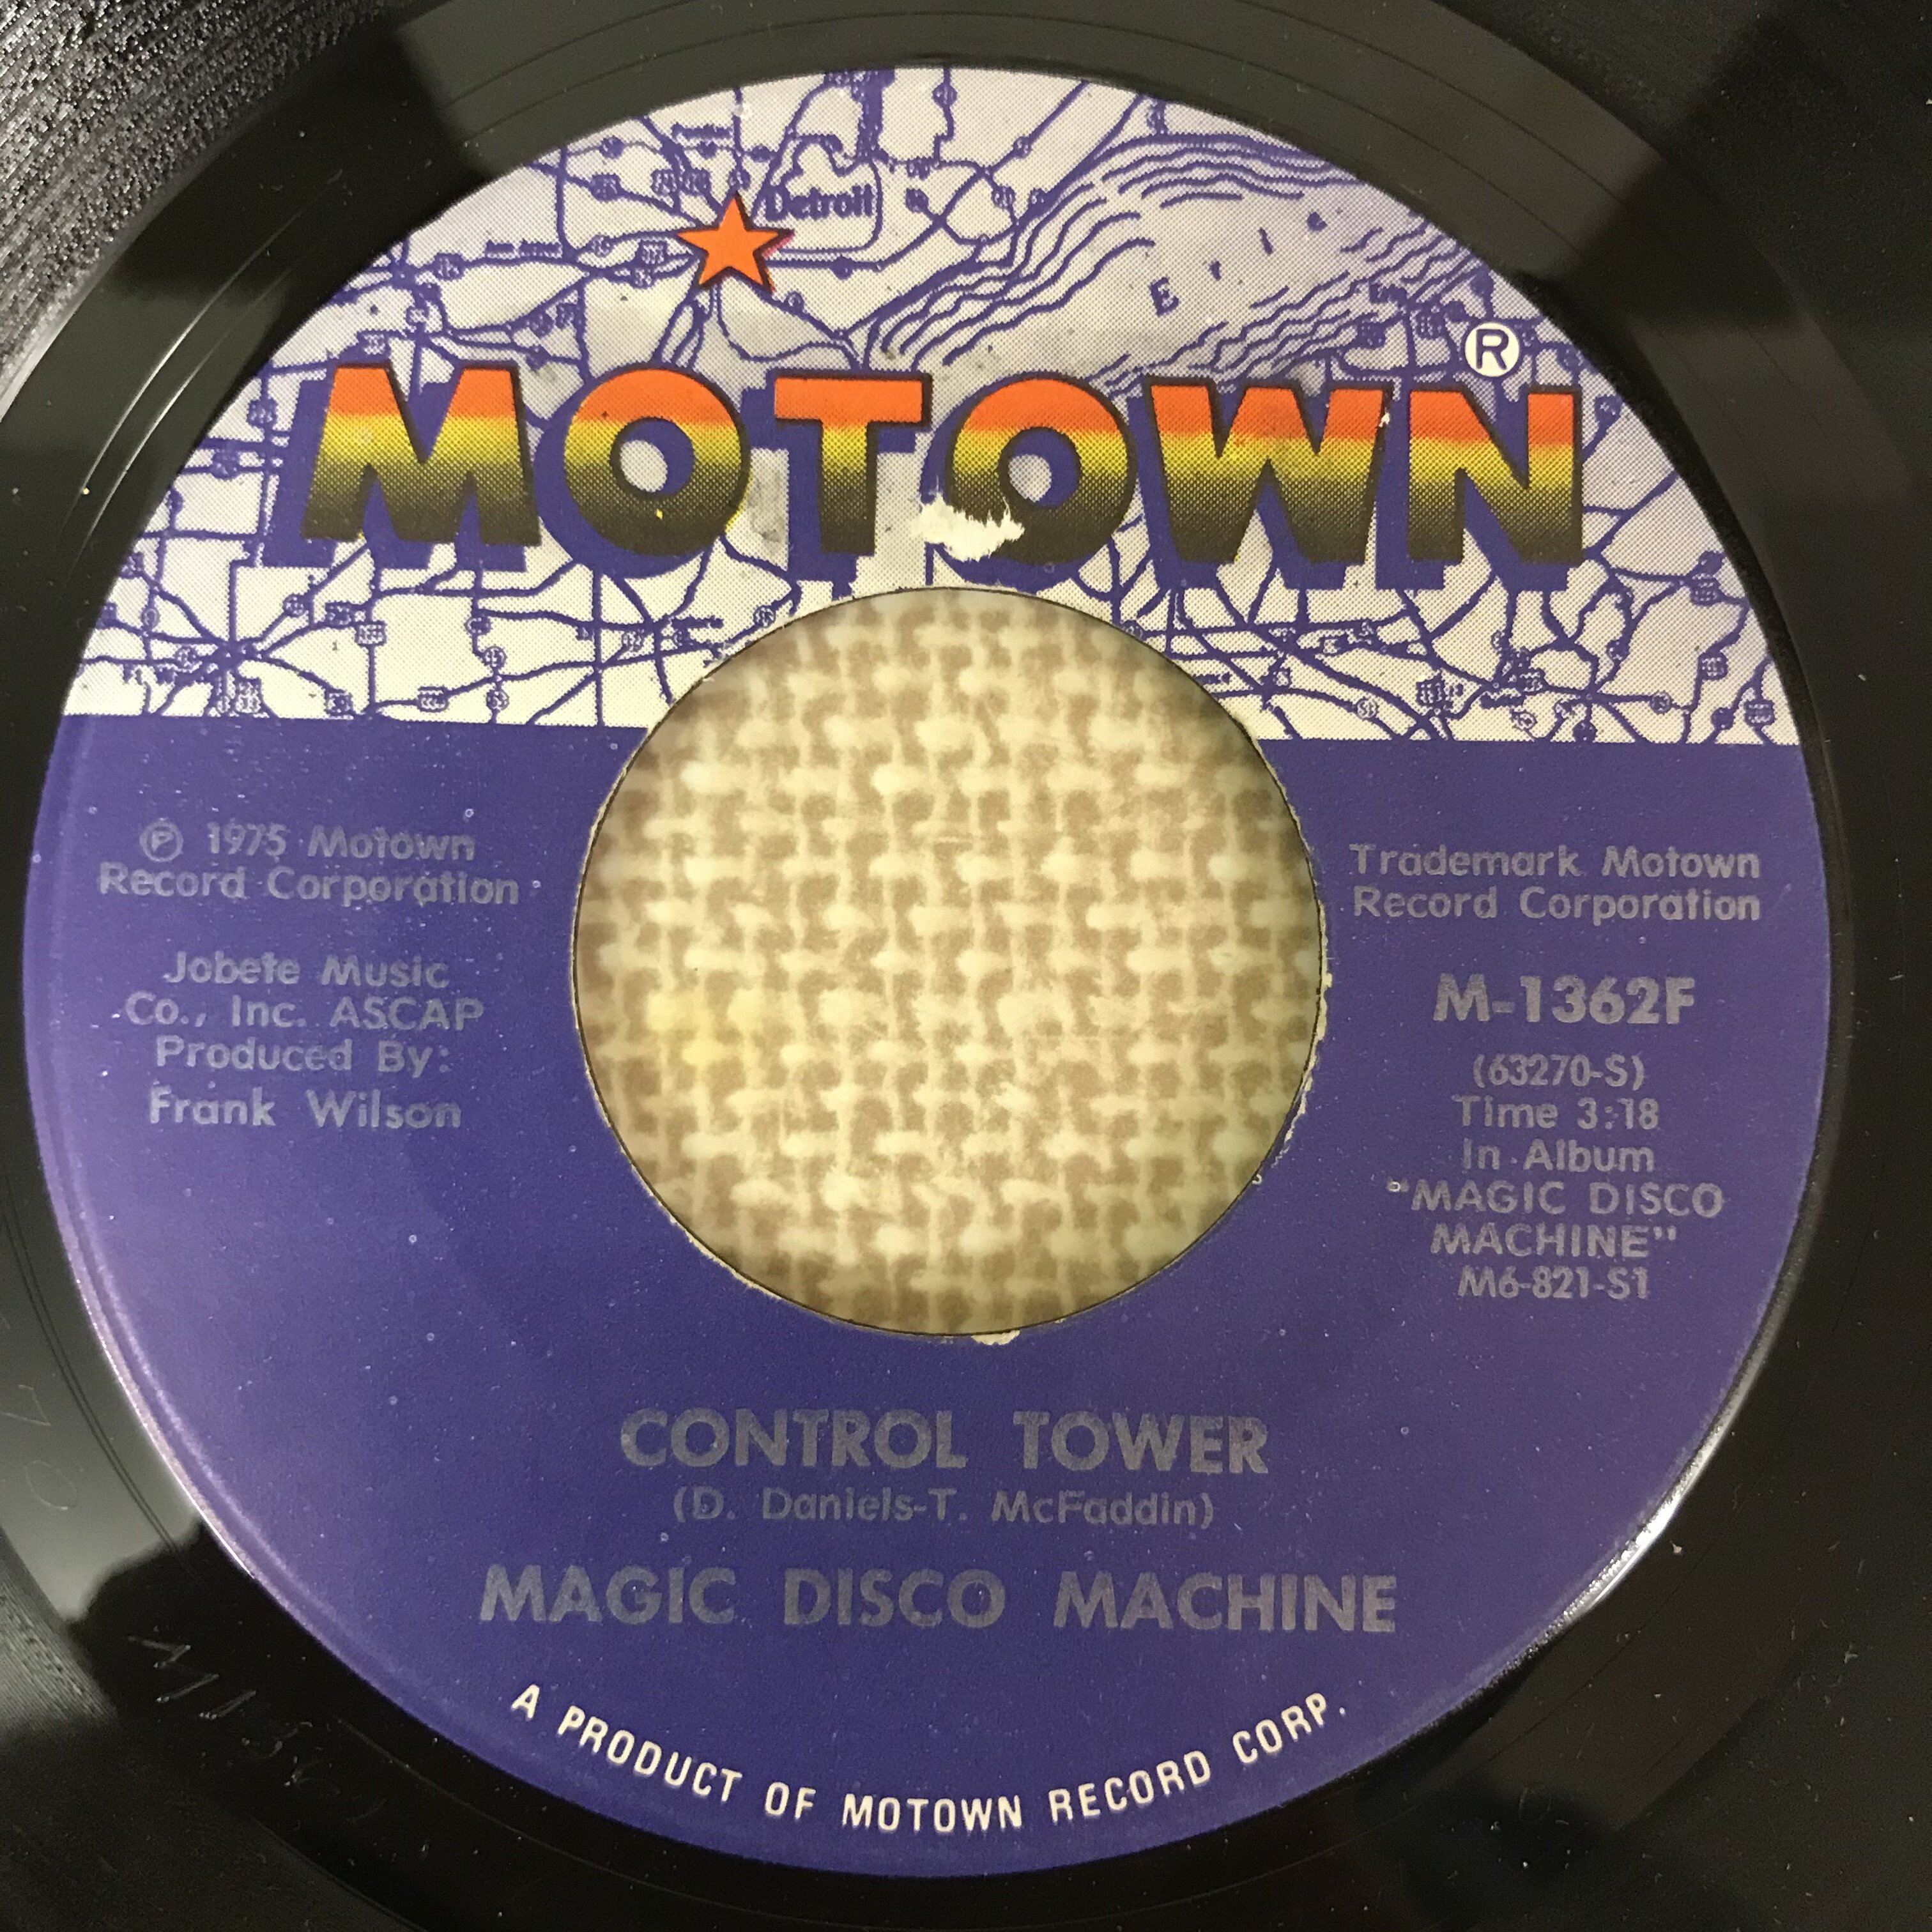 Detroit
E r i e
MOTOWN
®
℗ 1975 Motown
Record Corporation
Jobete Music
Co., Inc. ASCAP
Produced By:
Frank Wilson
Trademark Motown
Record Corporation
M-1362F
(63270-S)
Time 3:18
In Album
"MAGIC DISCO
MACHINE"
M6-821-S1
CONTROL TOWER
(D. Daniels-T. McFaddin)
MAGIC DISCO MACHINE
A PRODUCT OF MOTOWN RECORD CORP.